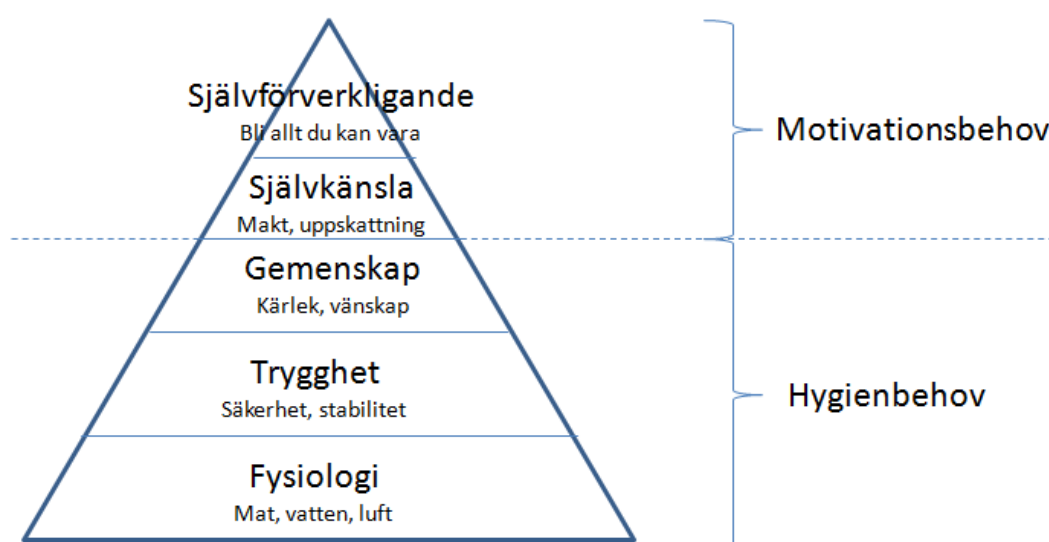 Självförverkligande
Bli allt du kan vara
Motivationsbehov
Självkänsla
Makt, uppskattning
Gemenskap
Kärlek, vänskap
Trygghet
Säkerhet, stabilitet
Hygienbehov
Fysiologi
Mat, vatten, luft